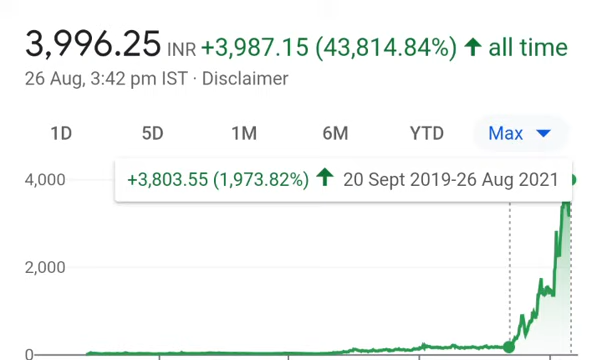 3,996.25 INR +3,987.15 (43,814.84%) ↑ all time
26 Aug, 3:42 pm IST · Disclaimer
1D 5D 1M 6M YTD Max
+3,803.55 (1,973.82%) ↑ 20 Sept 2019-26 Aug 2021
4,000
2,000
0